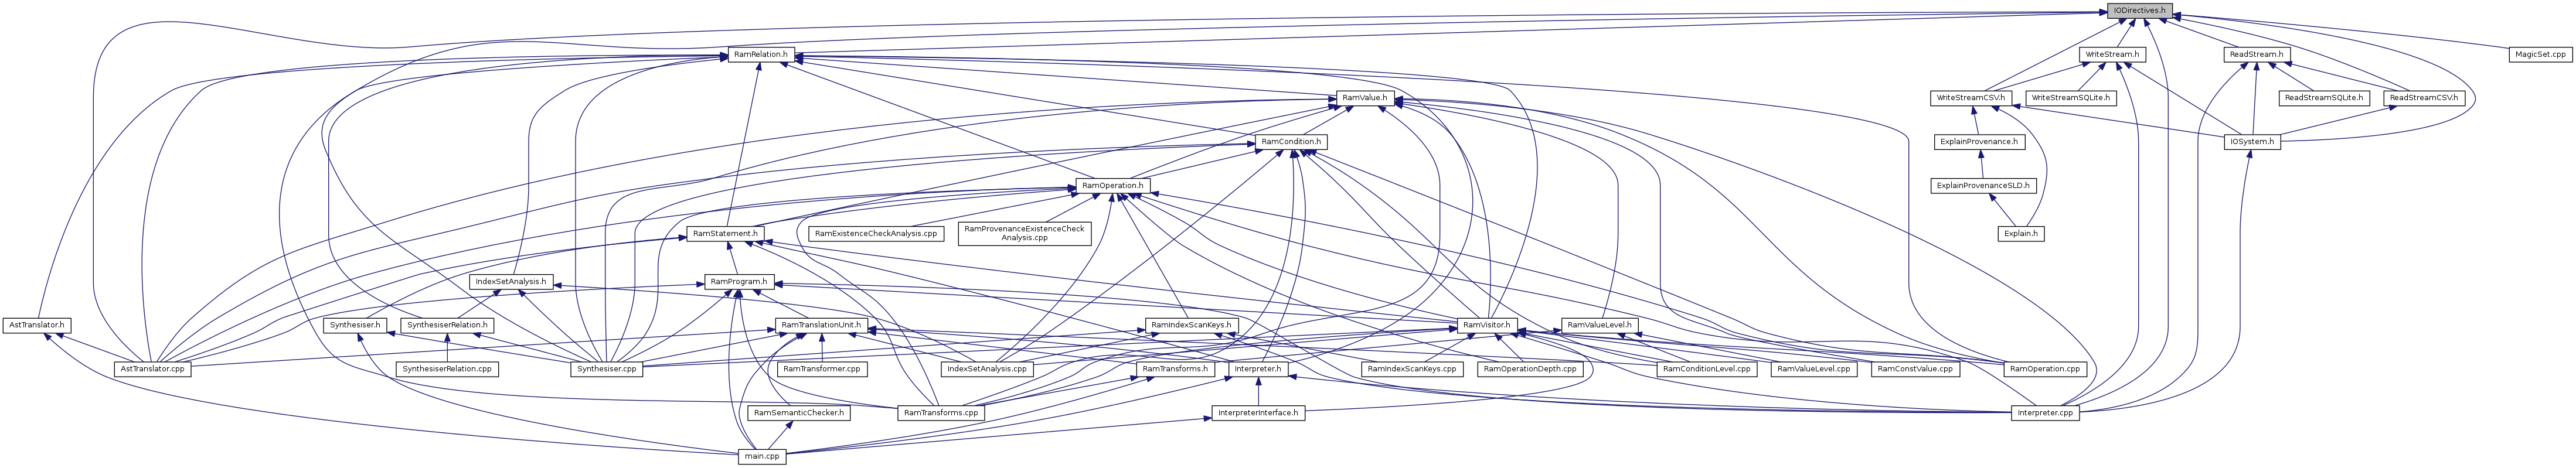 IODirectives.h
RamRelation.h
WriteStream.h
ReadStream.h
MagicSet.cpp
RamValue.h
WriteStreamCSV.h
WriteStreamSQLite.h
ReadStreamSQLite.h
ReadStreamCSV.h
RamCondition.h
ExplainProvenance.h
IOSystem.h
RamOperation.h
ExplainProvenanceSLD.h
RamStatement.h
RamExistenceCheckAnalysis.cpp
RamProvenanceExistenceCheck
Analysis.cpp
Explain.h
IndexSetAnalysis.h
RamProgram.h
AstTranslator.h
Synthesiser.h
SynthesiserRelation.h
RamTranslationUnit.h
RamIndexScanKeys.h
RamVisitor.h
RamValueLevel.h
AstTranslator.cpp
SynthesiserRelation.cpp
Synthesiser.cpp
RamTransformer.cpp
IndexSetAnalysis.cpp
RamTransforms.h
Interpreter.h
RamIndexScanKeys.cpp
RamOperationDepth.cpp
RamConditionLevel.cpp
RamValueLevel.cpp
RamConstValue.cpp
RamOperation.cpp
RamSemanticChecker.h
RamTransforms.cpp
InterpreterInterface.h
Interpreter.cpp
main.cpp